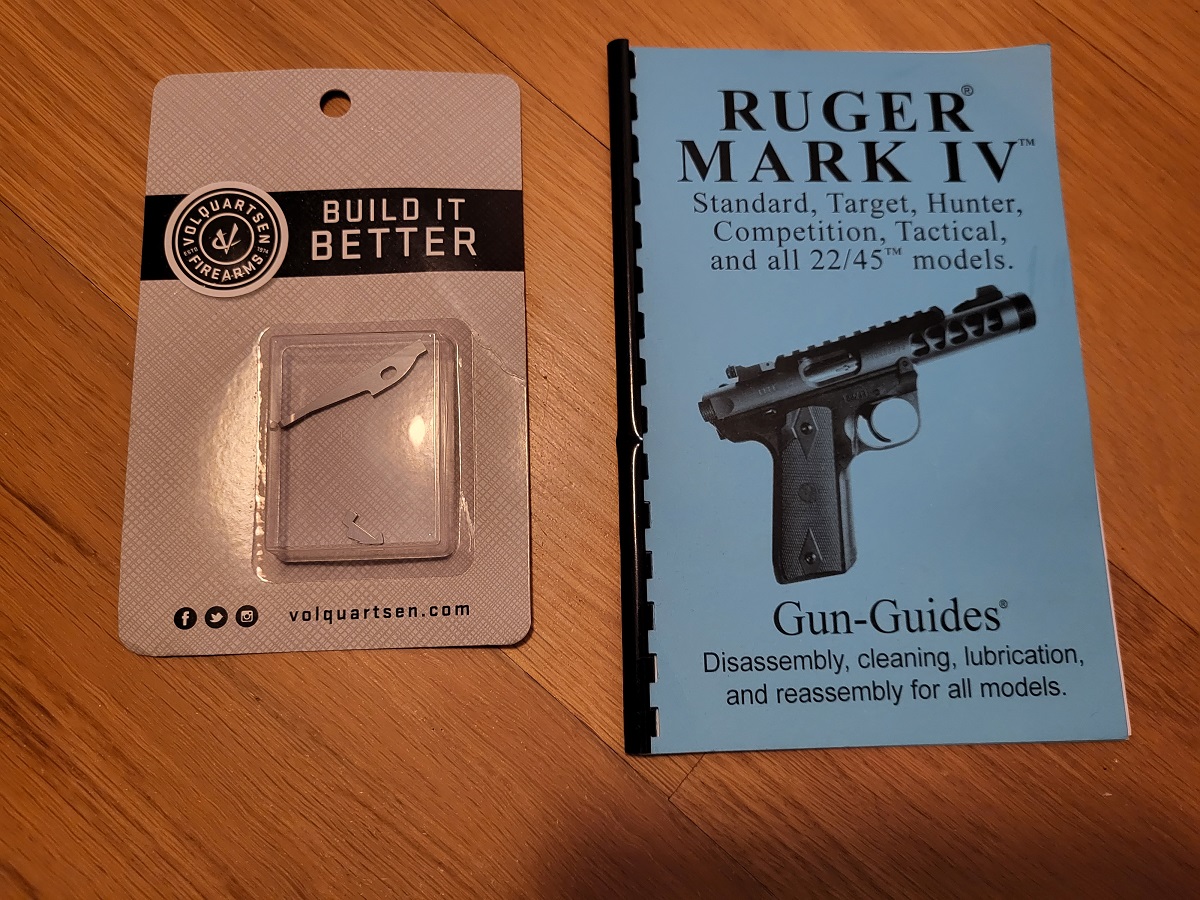 BUILD IT
BETTER
VOLQUARTSEN
ESTD 1974
FIREARMS
volquartsen.com
RUGER®
MARK IV™
Standard, Target, Hunter,
Competition, Tactical,
and all 22/45™ models.
Gun-Guides®
Disassembly, cleaning, lubrication,
and reassembly for all models.